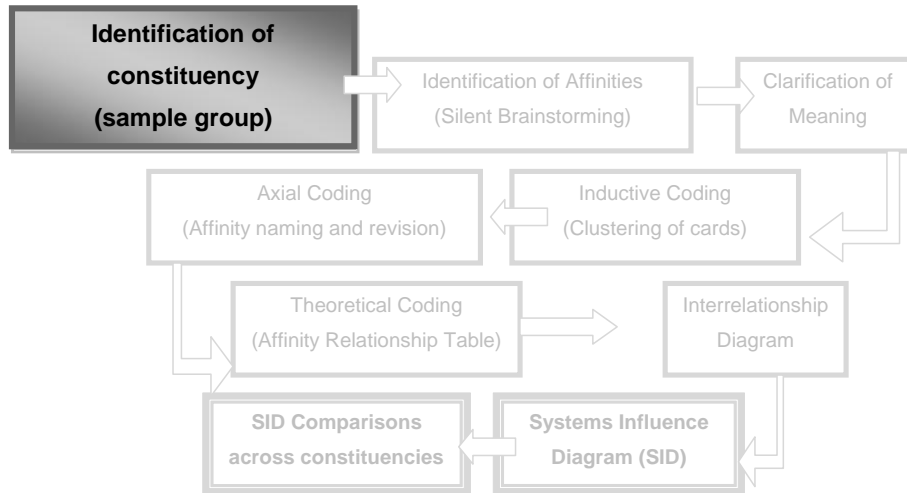 Identification of
constituency
(sample group)
Identification of Affinities
(Silent Brainstorming)
Clarification of
Meaning
Axial Coding
(Affinity naming and revision)
Inductive Coding
(Clustering of cards)
Theoretical Coding
(Affinity Relationship Table)
Interrelationship
Diagram
SID Comparisons
across constituencies
Systems Influence
Diagram (SID)